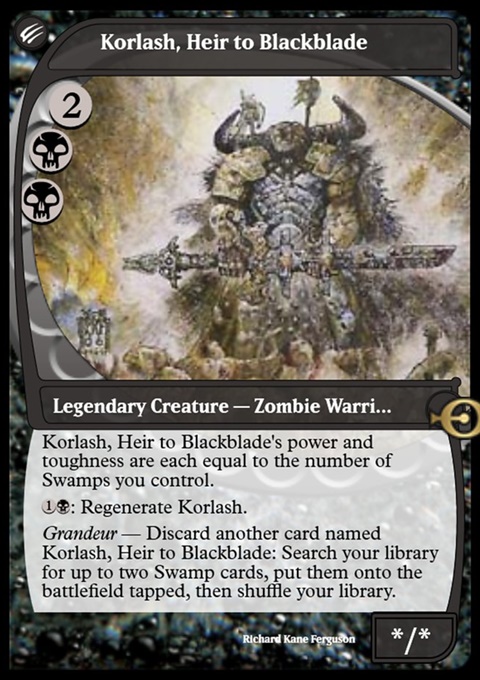 Korlash, Heir to Blackblade
2
Legendary Creature — Zombie Warri...
Korlash, Heir to Blackblade's power and
toughness are each equal to the number of
Swamps you control.
1: Regenerate Korlash.
Grandeur — Discard another card named
Korlash, Heir to Blackblade: Search your library
for up to two Swamp cards, put them onto the
battlefield tapped, then shuffle your library.
Richard Kane Ferguson
*/*